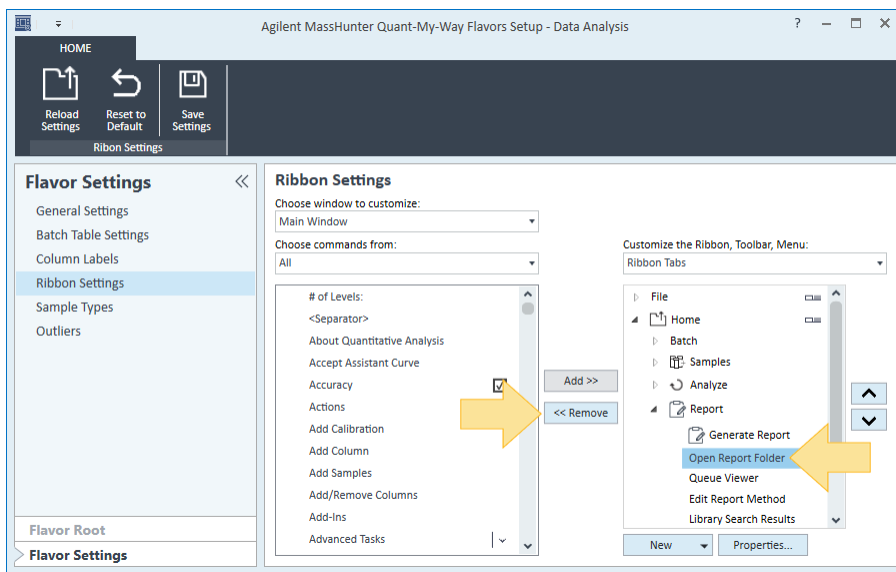 Agilent MassHunter Quant-My-Way Flavors Setup - Data Analysis
?
HOME
Reload
Settings
Reset to
Default
Save
Settings
Ribon Settings
Flavor Settings
General Settings
Batch Table Settings
Column Labels
Ribbon Settings
Sample Types
Outliers
Flavor Root
Flavor Settings
Ribbon Settings
Choose window to customize:
Main Window
Choose commands from:
All
# of Levels:
<Separator>
About Quantitative Analysis
Accept Assistant Curve
Accuracy
Actions
Add Calibration
Add Column
Add Samples
Add/Remove Columns
Add-Ins
Advanced Tasks
Add >>
<< Remove
Customize the Ribbon, Toolbar, Menu:
Ribbon Tabs
File
Home
Batch
Samples
Analyze
Report
Generate Report
Open Report Folder
Queue Viewer
Edit Report Method
Library Search Results
New
Properties...